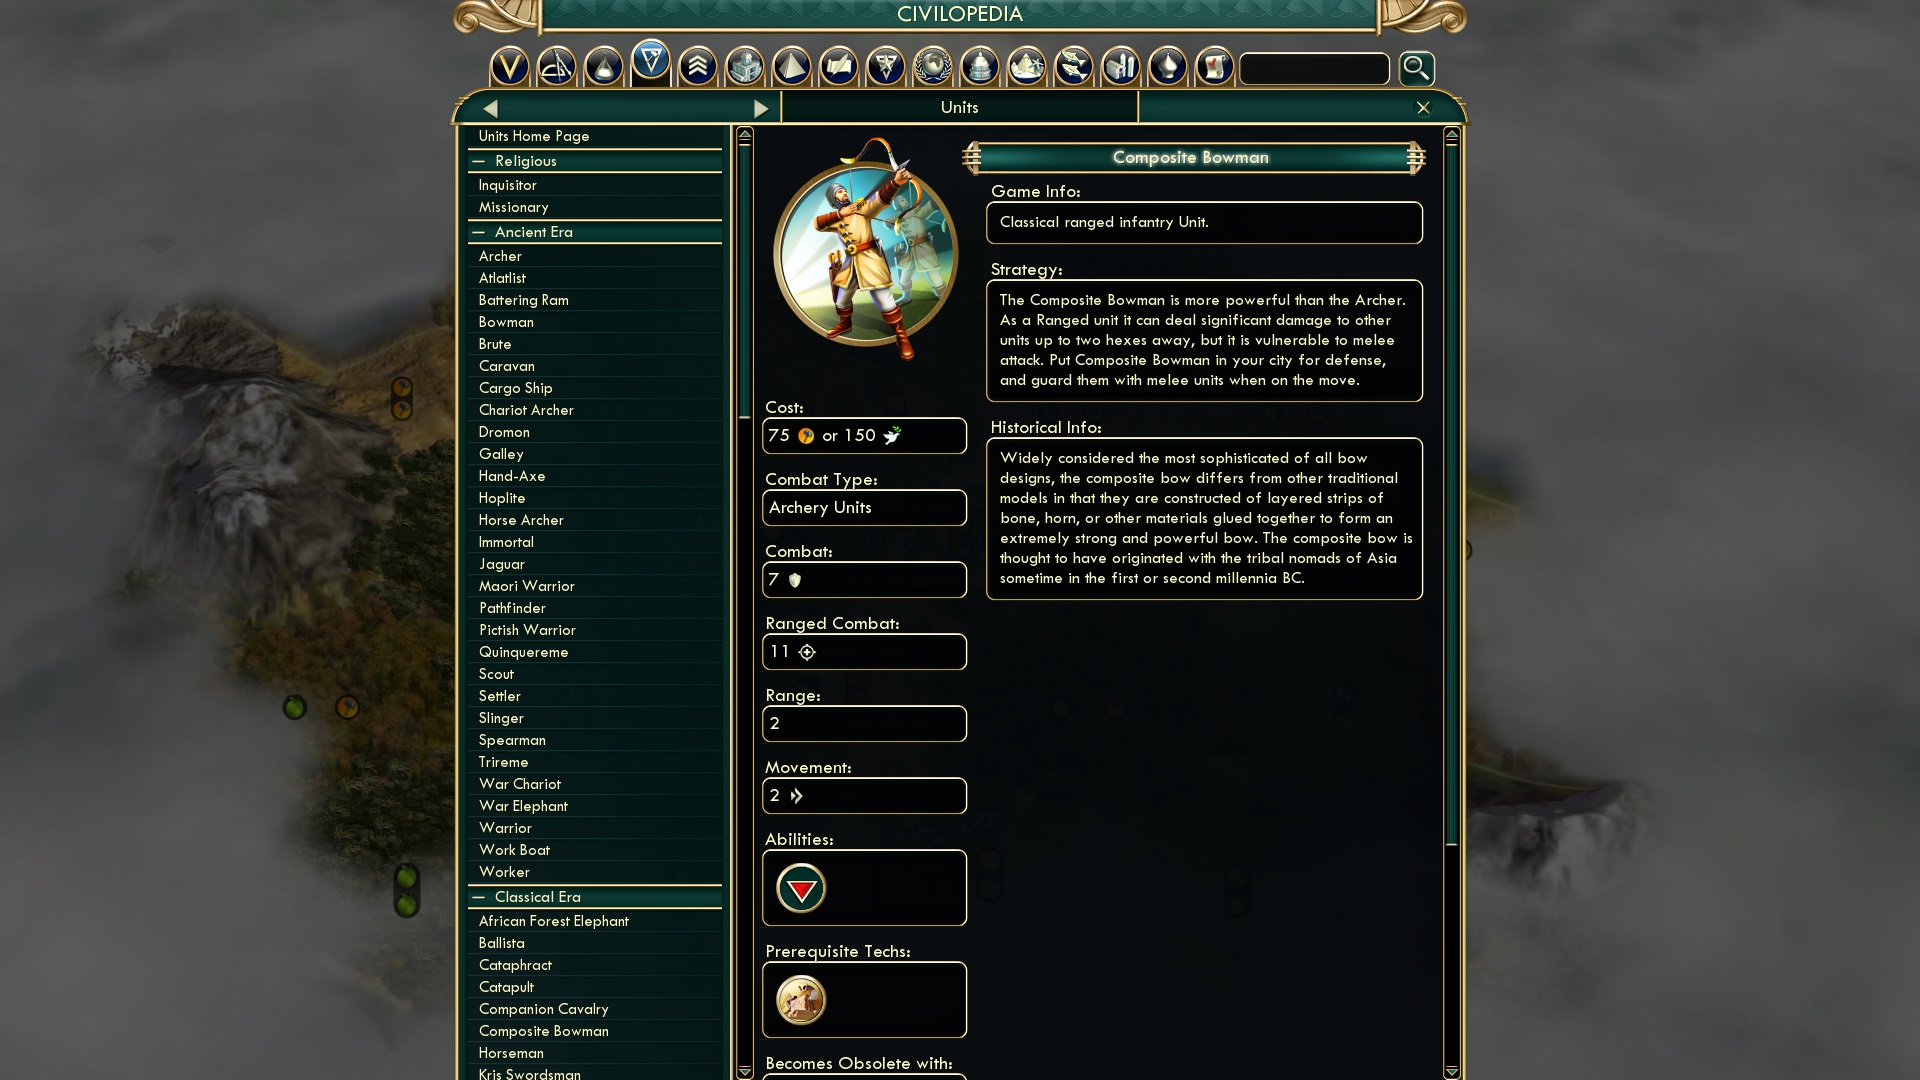 CIVILOPEDIA
Units
Units Home Page
Religious
Inquisitor
Missionary
Ancient Era
Archer
Atlatlist
Battering Ram
Bowman
Brute
Caravan
Cargo Ship
Chariot Archer
Dromon
Galley
Hand-Axe
Hoplite
Horse Archer
Immortal
Jaguar
Maori Warrior
Pathfinder
Pictish Warrior
Quinquereme
Scout
Settler
Slinger
Spearman
Trireme
War Chariot
War Elephant
Warrior
Work Boat
Worker
Classical Era
African Forest Elephant
Ballista
Cataphract
Catapult
Companion Cavalry
Composite Bowman
Horseman
Kris Swordsman
Cost:
75 or 150
Combat Type:
Archery Units
Combat:
7
Ranged Combat:
11
Range:
2
Movement:
2
Abilities:
Prerequisite Techs:
Becomes Obsolete with:
Composite Bowman
Game Info:
Classical ranged infantry Unit.
Strategy:
The Composite Bowman is more powerful than the Archer.
As a Ranged unit it can deal significant damage to other
units up to two hexes away, but it is vulnerable to melee
attack. Put Composite Bowman in your city for defense,
and guard them with melee units when on the move.
Historical Info:
Widely considered the most sophisticated of all bow
designs, the composite bow differs from other traditional
models in that they are constructed of layered strips of
bone, horn, or other materials glued together to form an
extremely strong and powerful bow. The composite bow is
thought to have originated with the tribal nomads of Asia
sometime in the first or second millennia BC.